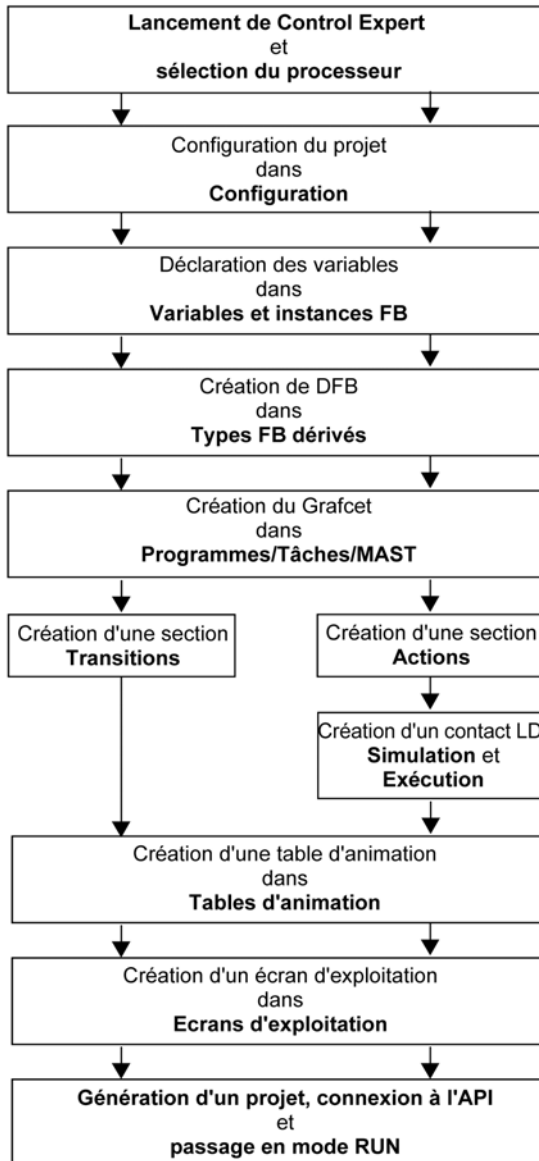 Lancement de Control Expert
et
sélection du processeur
Configuration du projet
dans
Configuration
Déclaration des variables
dans
Variables et instances FB
Création de DFB
dans
Types FB dérivés
Création du Grafcet
dans
Programmes/Tâches/MAST
Création d'une section
Transitions
Création d'une section
Actions
Création d'un contact LD
Simulation et
Exécution
Création d'une table d'animation
dans
Tables d'animation
Création d'un écran d'exploitation
dans
Ecrans d'exploitation
Génération d'un projet, connexion à l'API
et
passage en mode RUN